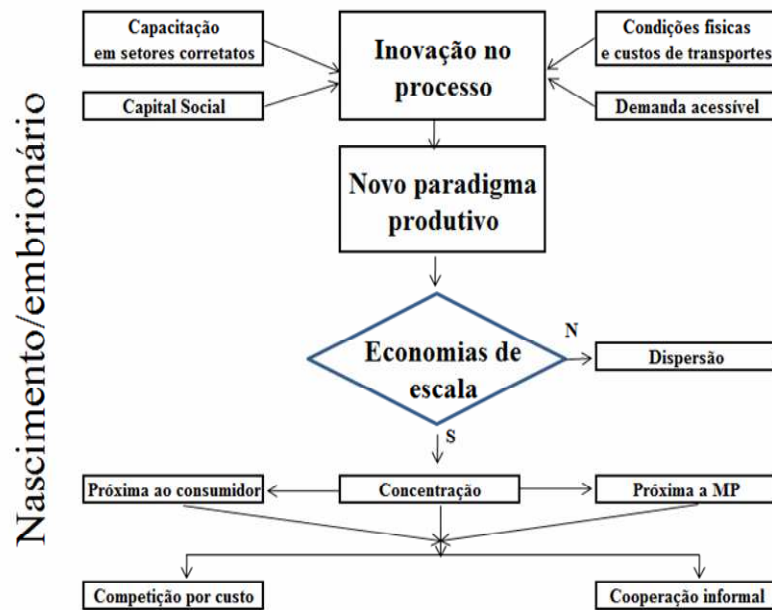 Nascimento/embrionário
Capacitação
em setores corretatos
Capital Social
Inovação no
processo
Condições fisicas
e custos de transportes
Demanda acessível
Novo paradigma
produtivo
Economias de
escala
N
Dispersão
S
Próxima ao consumidor
Concentração
Próxima a MP
Competição por custo
Cooperação informal